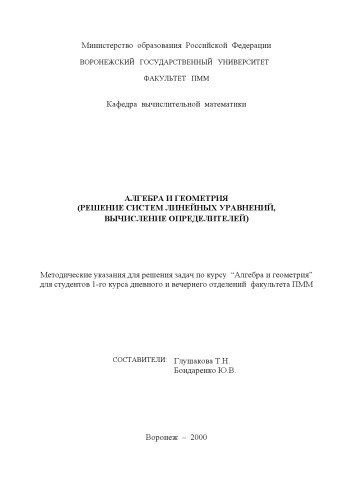 Министерство образования Российской Федерации
ВОРОНЕЖСКИЙ ГОСУДАРСТВЕННЫЙ УНИВЕРСИТЕТ
ФАКУЛЬТЕТ ПММ
Кафедра вычислительной математики
АЛГЕБРА И ГЕОМЕТРИЯ
(РЕШЕНИЕ СИСТЕМ ЛИНЕЙНЫХ УРАВНЕНИЙ,
ВЫЧИСЛЕНИЕ ОПРЕДЕЛИТЕЛЕЙ)
Методические указания для решения задач по курсу “Алгебра и геометрия”
для студентов 1-го курса дневного и вечернего отделений факультета ПММ
СОСТАВИТЕЛИ: Глушакова Т.Н.
Бондаренко Ю.В.
Воронеж – 2000